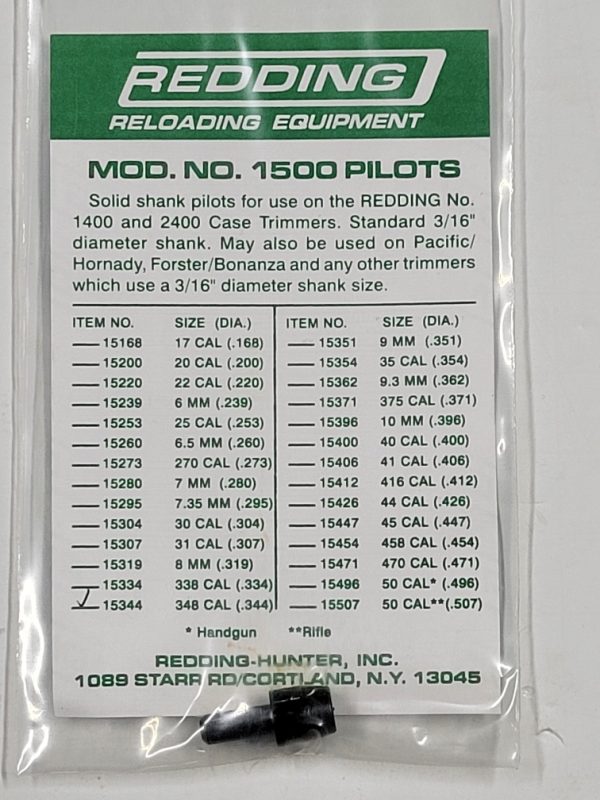 REDDING
RELOADING EQUIPMENT
MOD. NO. 1500 PILOTS
Solid shank pilots for use on the REDDING No.
1400 and 2400 Case Trimmers. Standard 3/16"
diameter shank. May also be used on Pacific/
Hornady, Forster/Bonanza and any other trimmers
which use a 3/16" diameter shank size.
ITEM NO. SIZE (DIA.) ITEM NO. SIZE (DIA.)
15168 17 CAL (.168) 15351 9 MM (.351)
15200 20 CAL (.200) 15354 35 CAL (.354)
15220 22 CAL (.220) 15362 9.3 MM (.362)
15239 6 MM (.239) 15371 375 CAL (.371)
15253 25 CAL (.253) 15396 10 MM (.396)
15260 6.5 MM (.260) 15400 40 CAL (.400)
15273 270 CAL (.273) 15406 41 CAL (.406)
15280 7 MM (.280) 15412 416 CAL (.412)
15295 7.35 MM (.295) 15426 44 CAL (.426)
15304 30 CAL (.304) 15447 45 CAL (.447)
15307 31 CAL (.307) 15454 458 CAL (.454)
15319 8 MM (.319) 15471 470 CAL (.471)
15334 338 CAL (.334) 15496 50 CAL* (.496)
15344 348 CAL (.344) 15507 50 CAL**(.507)
* Handgun **Rifle
REDDING-HUNTER, INC.
1089 STARR RD/CORTLAND, N.Y. 13045